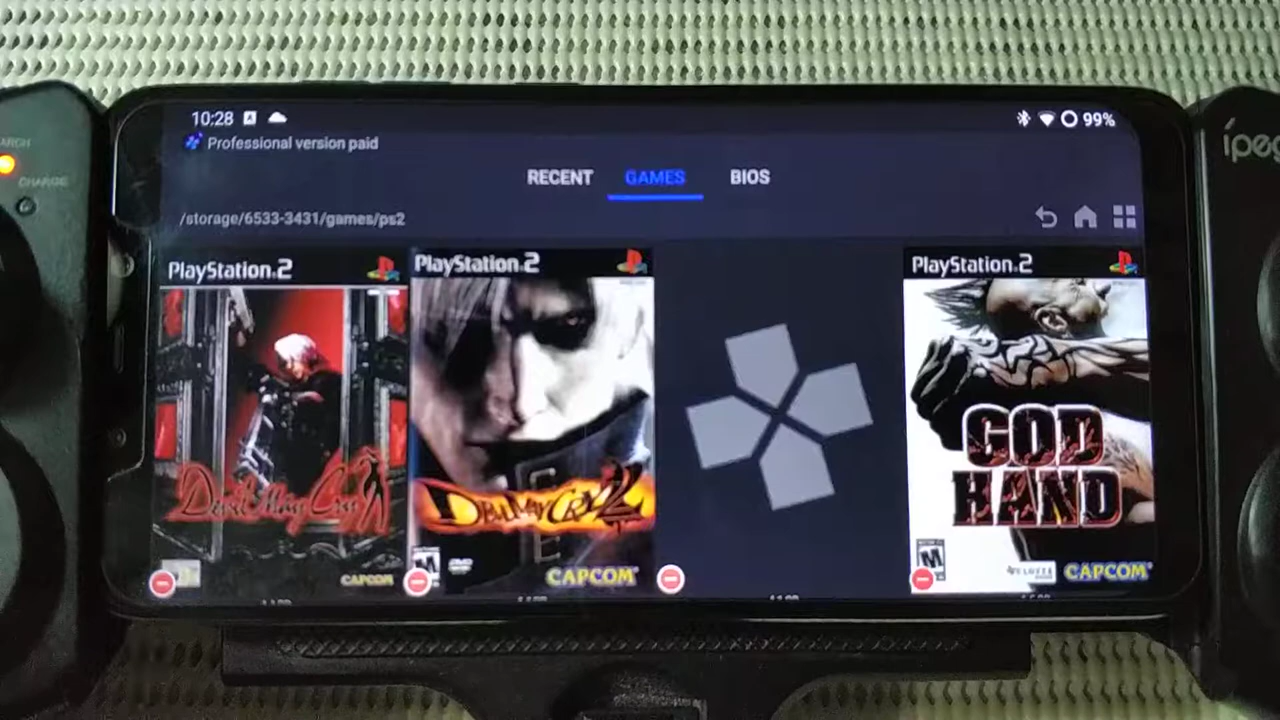 10:28
99%
Professional version paid
RECENT GAMES BIOS
/storage/6533-3431/games/ps2
CHARGE
PlayStation.2
Devil May Cry
CAPCOM
PlayStation.2
DEVIL MAY CRY 2
M
DVD
CAPCOM
PlayStation.2
GOD
HAND
M
CAPCOM